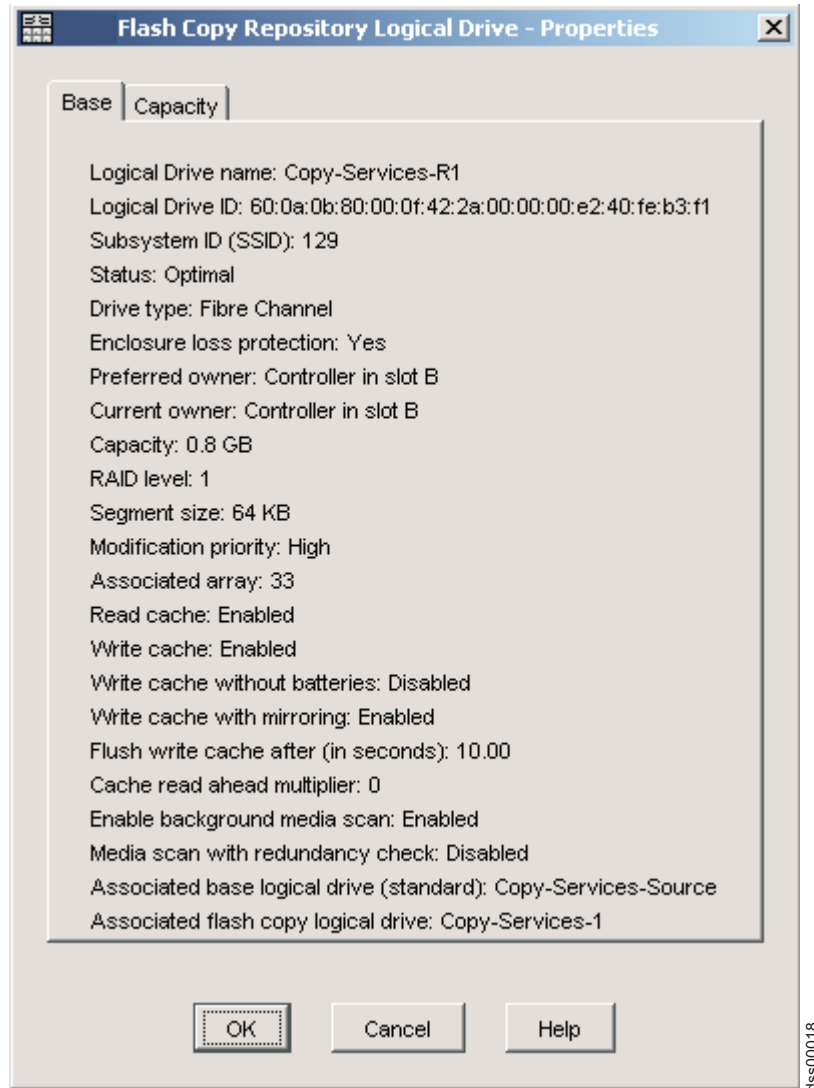 Flash Copy Repository Logical Drive - Properties
Base
Capacity
Logical Drive name: Copy-Services-R1
Logical Drive ID: 60:0a:0b:80:00:0f:42:2a:00:00:00:e2:40:fe:b3:f1
Subsystem ID (SSID): 129
Status: Optimal
Drive type: Fibre Channel
Enclosure loss protection: Yes
Preferred owner: Controller in slot B
Current owner: Controller in slot B
Capacity: 0.8 GB
RAID level: 1
Segment size: 64 KB
Modification priority: High
Associated array: 33
Read cache: Enabled
Write cache: Enabled
Write cache without batteries: Disabled
Write cache with mirroring: Enabled
Flush write cache after (in seconds): 10.00
Cache read ahead multiplier: 0
Enable background media scan: Enabled
Media scan with redundancy check: Disabled
Associated base logical drive (standard): Copy-Services-Source
Associated flash copy logical drive: Copy-Services-1
OK
Cancel
Help